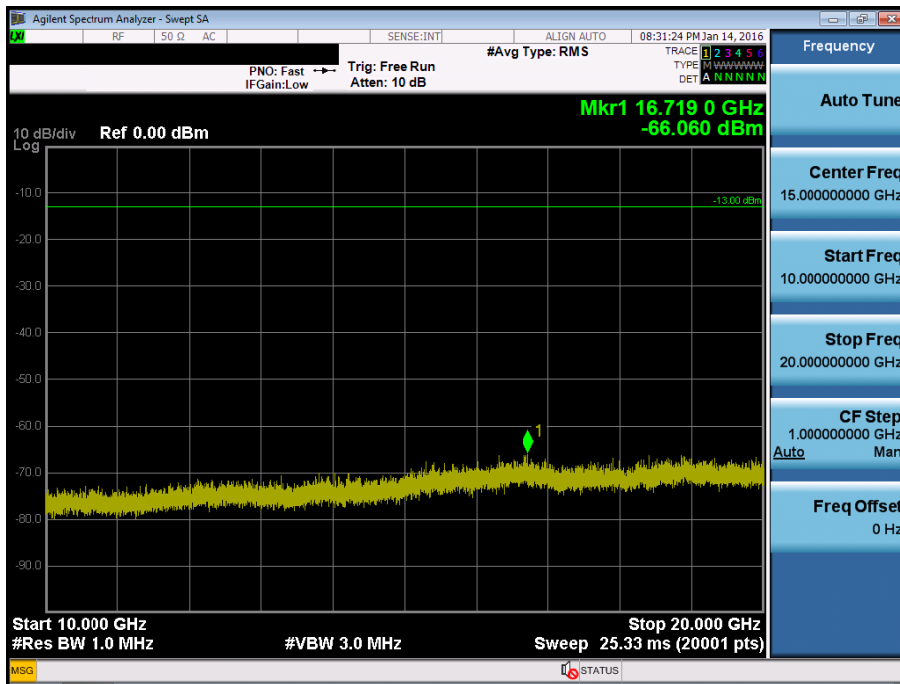 Agilent Spectrum Analyzer - Swept SA
LXI RF 50 Ω AC SENSE:INT ALIGN AUTO 08:31:24 PM Jan 14, 2016
PNO: Fast
IFGain:Low
Trig: Free Run
Atten: 10 dB
#Avg Type: RMS
TRACE 1 2 3 4 5 6
TYPE M W W W W W
DET A N N N N N
Mkr1 16.719 0 GHz
-66.060 dBm
10 dB/div Ref 0.00 dBm
Log
-10.0
-13.00 dBm
-20.0
-30.0
-40.0
-50.0
-60.0
1
-70.0
-80.0
-90.0
Start 10.000 GHz Stop 20.000 GHz
#Res BW 1.0 MHz #VBW 3.0 MHz Sweep 25.33 ms (20001 pts)
MSG STATUS
Frequency
Auto Tune
Center Freq
15.000000000 GHz
Start Freq
10.000000000 GHz
Stop Freq
20.000000000 GHz
CF Step
1.000000000 GHz
Auto Man
Freq Offset
0 Hz